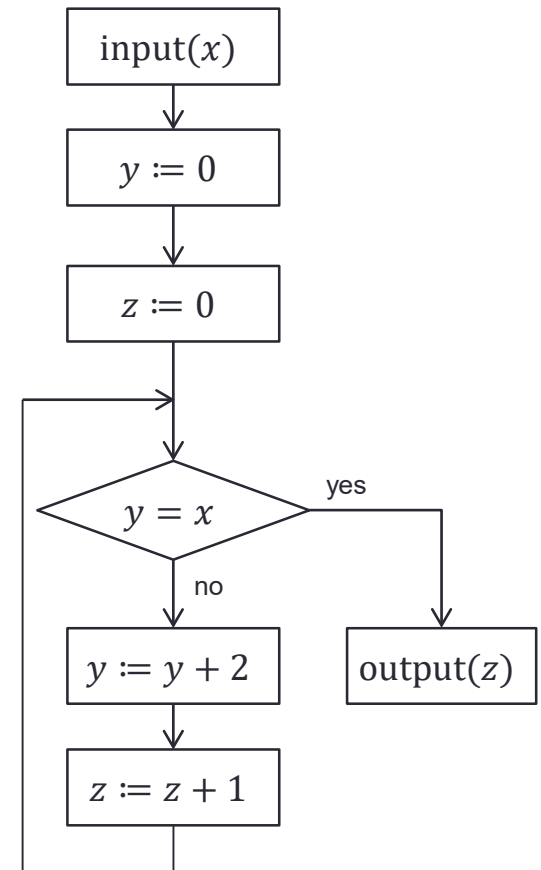 input(𝑥)
𝑦 ≔ 0
𝑧 ≔ 0
𝑦 = 𝑥
yes
no
𝑦 ≔ 𝑦 + 2
output(𝑧)
𝑧 ≔ 𝑧 + 1